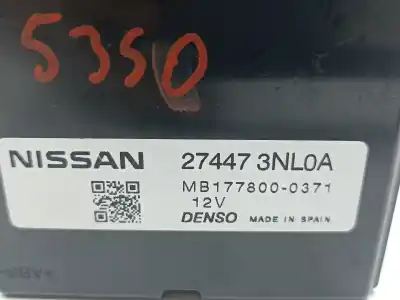 5350
NISSAN 27447 3NL0A
MB177800-0371
12V
DENSO MADE IN SPAIN